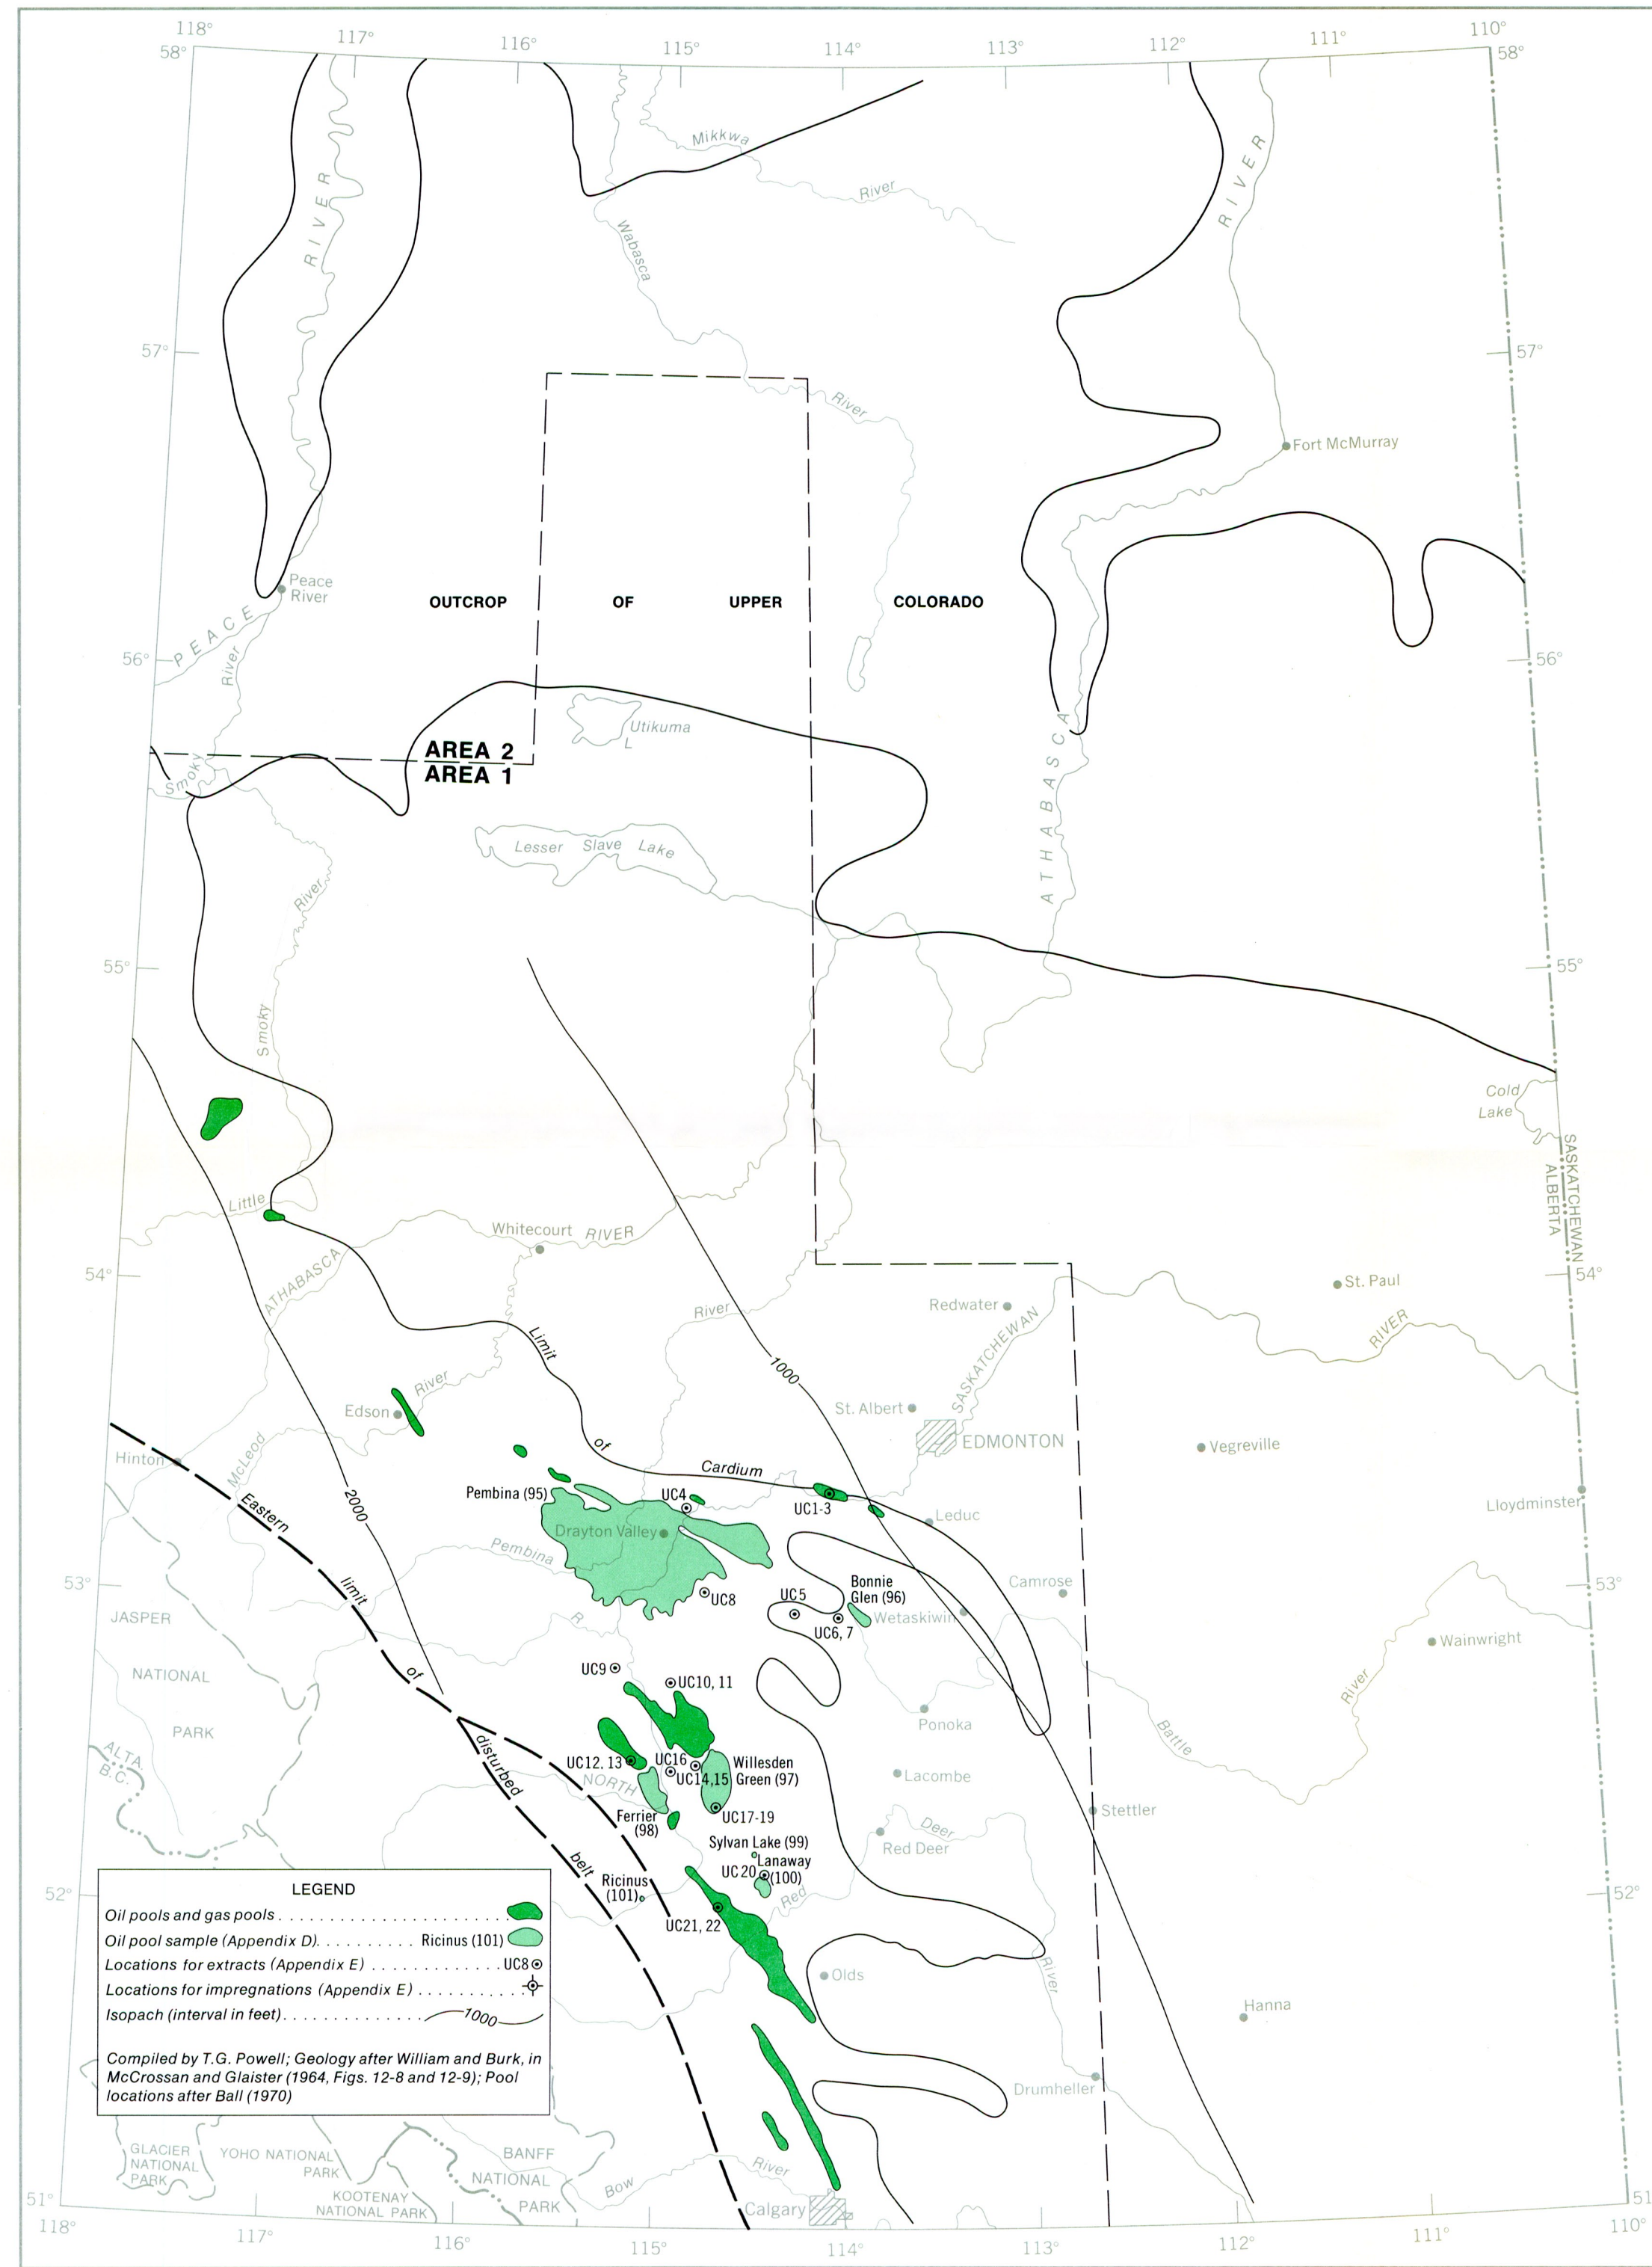 118°
117°
116°
115°
114°
113°
112°
111°
110°
58°
58°
Mikkwa
River
RIVER
RIVER
Wabasca
57°
57°
River
Fort McMurray
Peace
River
OUTCROP OF UPPER COLORADO
PEACE
River
56°
56°
Utikuma
L
ATHABASCA
AREA 2
AREA 1
Smoky
Lesser Slave Lake
River
55°
55°
Smoky
Cold
Lake
SASKATCHEWAN
ALBERTA
Little
Whitecourt
RIVER
ATHABASCA
54°
54°
St. Paul
Redwater
River
SASKATCHEWAN
RIVER
Limit
1000
River
Edson
St. Albert
EDMONTON
Vegreville
of
Hinton
McLeod
Cardium
Eastern
2000
Pembina (95)
UC4
UC1-3
Lloydminster
Leduc
Drayton Valley
Pembina
limit
53°
53°
Bonnie
Glen (96)
Camrose
UC8
UC5
Wetaskiwin
UC6, 7
JASPER
R.
Wainwright
of
UC9
UC10, 11
NATIONAL
River
Ponoka
PARK
Battle
disturbed
ALTA.
B.C.
UC12, 13
UC16
Willesden
Green (97)
UC14,15
NORTH
Lacombe
Ferrier
(98)
UC17-19
Stettler
Deer
Sylvan Lake (99)
Red Deer
Lanaway
(100)
UC20
belt
Ricinus
(101)
Red
52°
52°
UC21, 22
LEGEND
Oil pools and gas pools
Oil pool sample (Appendix D). Ricinus (101)
Locations for extracts (Appendix E) UC8
Locations for impregnations (Appendix E)
Isopach (interval in feet). 1000
Compiled by T.G. Powell; Geology after William and Burk, in
McCrossan and Glaister (1964, Figs. 12-8 and 12-9); Pool
locations after Ball (1970)
Olds
River
Hanna
Drumheller
GLACIER
NATIONAL
PARK
YOHO NATIONAL
PARK
BANFF
NATIONAL
PARK
KOOTENAY
NATIONAL PARK
Bow
River
Calgary
51°
51
118°
117°
116°
115°
114°
113°
112°
111°
110°